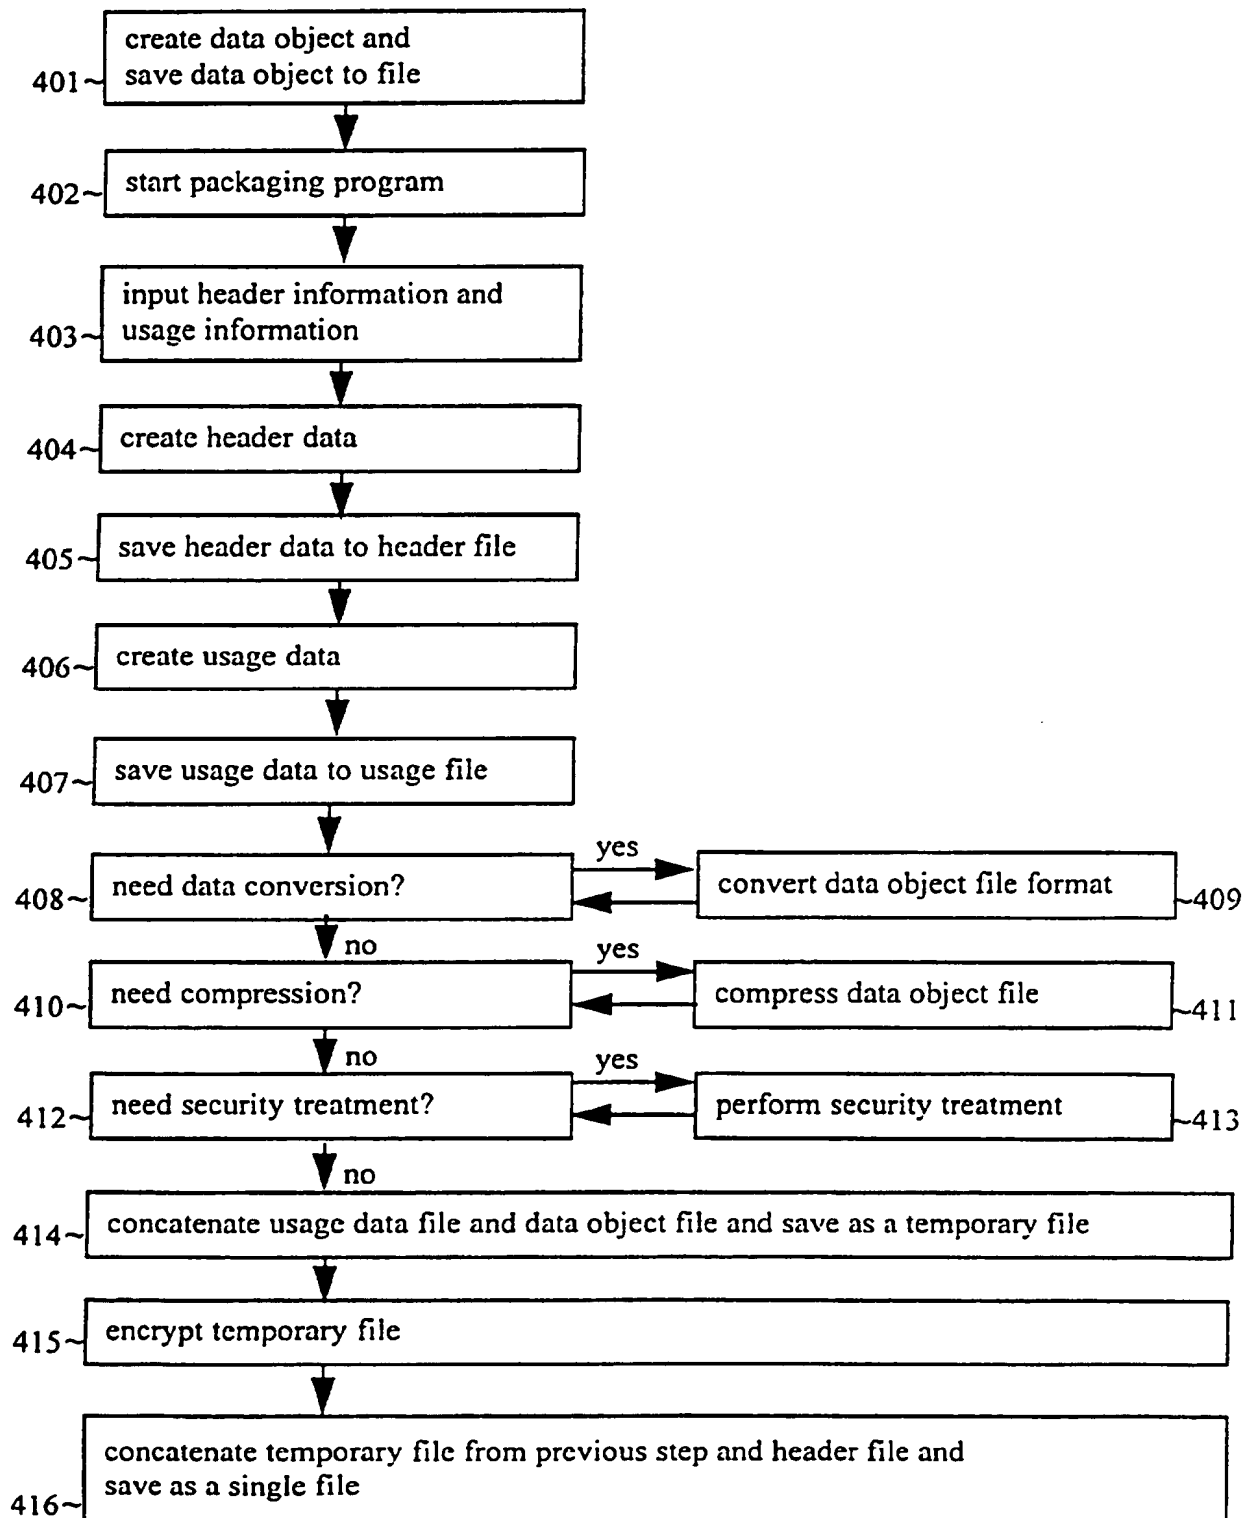 create data object and
save data object to file
401~
start packaging program
402~
input header information and
usage information
403~
create header data
404~
save header data to header file
405~
create usage data
406~
save usage data to usage file
407~
need data conversion?
408~
yes
convert data object file format
~409
no
need compression?
410~
yes
compress data object file
~411
no
need security treatment?
412~
yes
perform security treatment
~413
no
concatenate usage data file and data object file and save as a temporary file
414~
encrypt temporary file
415~
concatenate temporary file from previous step and header file and
save as a single file
416~